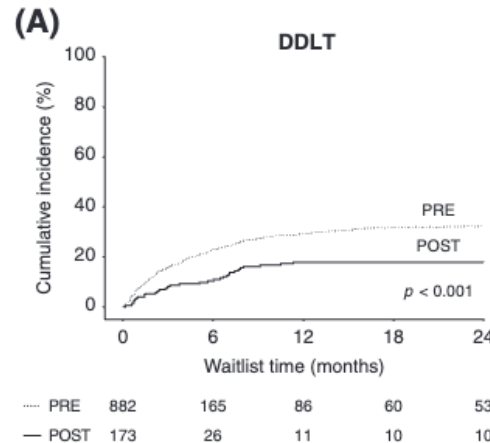 (A)
DDLT
100
80
60
40
20
0
Cumulative incidence (%)
PRE
POST
p < 0.001
0 6 12 18 24
Waitlist time (months)
PRE 882 165 86 60 53
POST 173 26 11 10 10